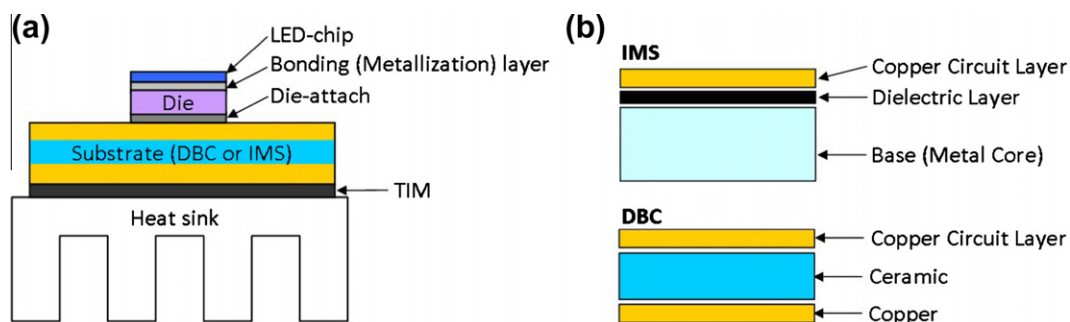 (a)
LED-chip
Bonding (Metallization) layer
Die
Die-attach
Substrate (DBC or IMS)
TIM
Heat sink
(b)
IMS
Copper Circuit Layer
Dielectric Layer
Base (Metal Core)
DBC
Copper Circuit Layer
Ceramic
Copper